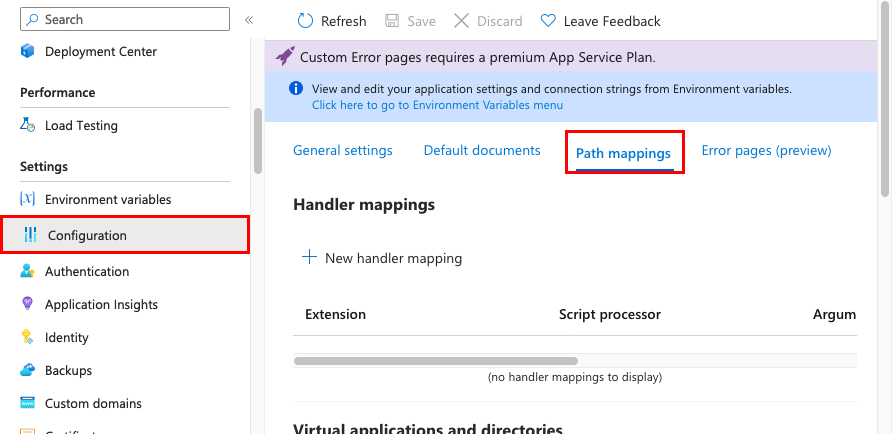 Search
«
Deployment Center
Performance
Load Testing
Settings
Environment variables
Configuration
Authentication
Application Insights
Identity
Backups
Custom domains
Refresh Save Discard Leave Feedback
Custom Error pages requires a premium App Service Plan.
View and edit your application settings and connection strings from Environment variables.
Click here to go to Environment Variables menu
General settings Default documents Path mappings Error pages (preview)
Handler mappings
New handler mapping
Extension Script processor Argum
(no handler mappings to display)
Virtual applications and directories